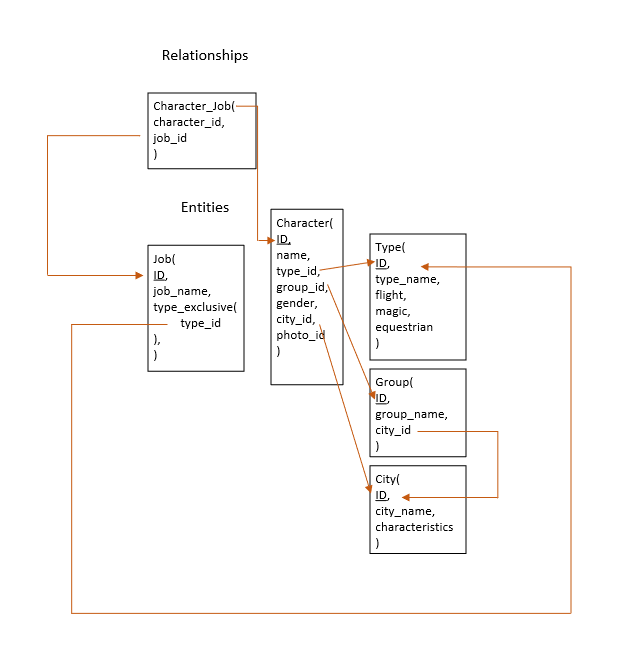 Relationships
Character_Job(
character_id,
job_id
)
Entities
Job(
ID,
job_name,
type_exclusive(
type_id
),
)
Character(
ID,
name,
type_id,
group_id,
gender,
city_id,
photo_id
)
Type(
ID,
type_name,
flight,
magic,
equestrian
)
Group(
ID,
group_name,
city_id
)
City(
ID,
city_name,
characteristics
)